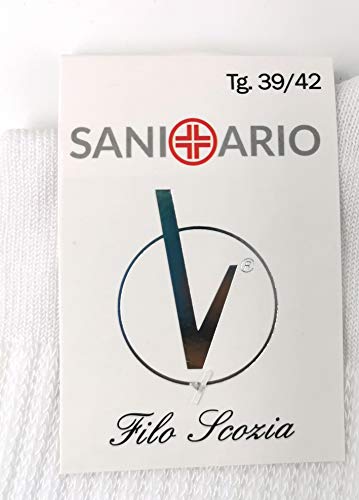 Tg. 39/42
SANITARIO
V®
Filo Scozia